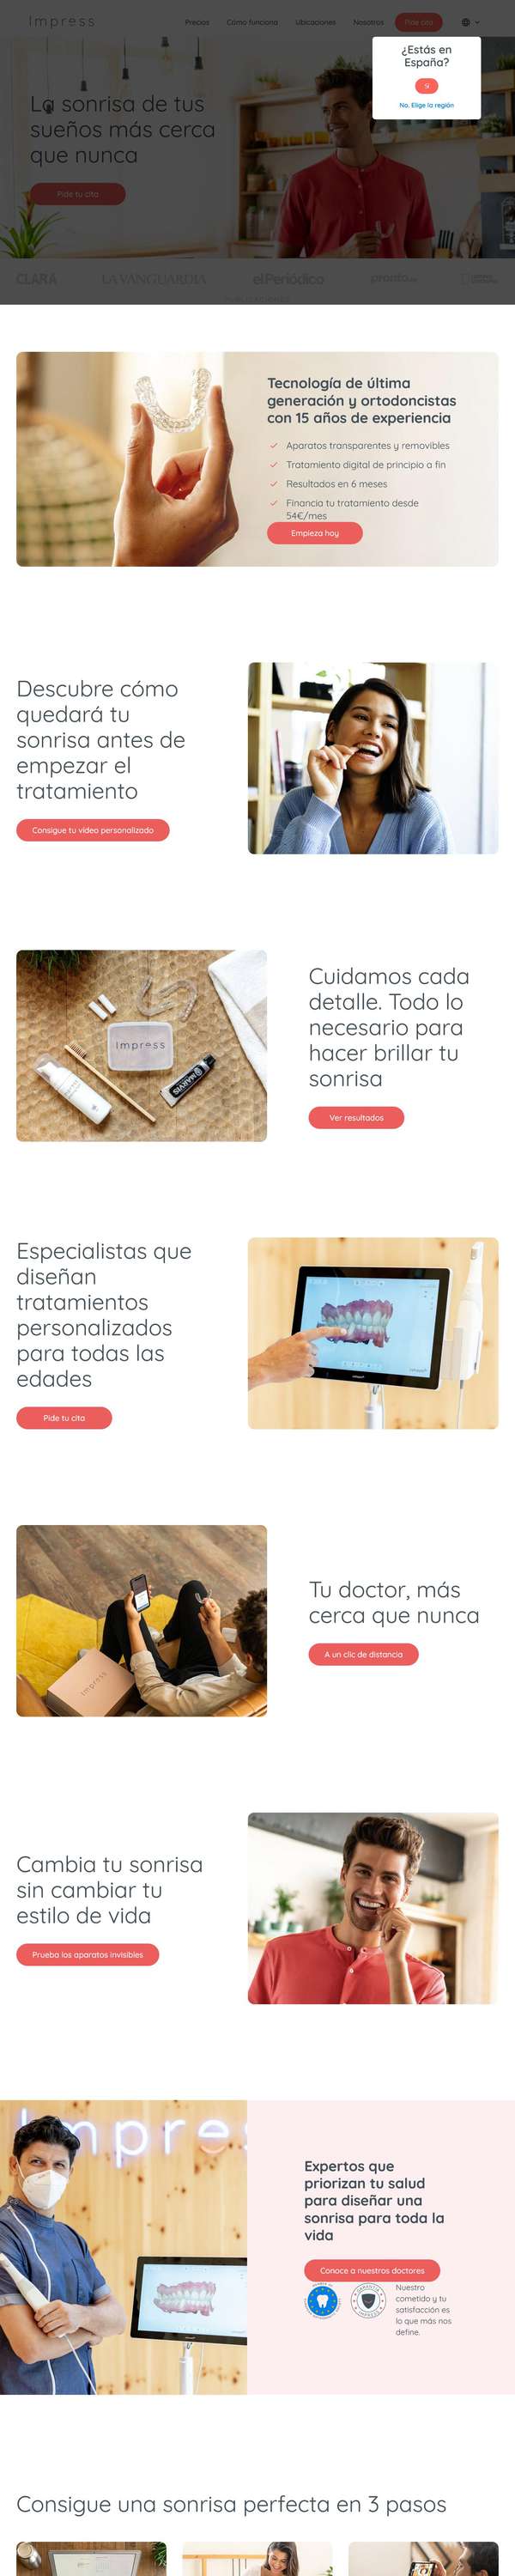 Impress
Precios
Cómo funciona
Ubicaciones
Nosotros
Pide cita
¿Estás en
España?
Sí
No. Elige la región
La sonrisa de tus
sueños más cerca
que nunca
Pide tu cita
CLARA
LA VANGUARDIA
elPeriódico
pronto
Tecnología de última
generación y ortodoncistas
con 15 años de experiencia
Aparatos transparentes y removibles
Tratamiento digital de principio a fin
Resultados en 6 meses
Financia tu tratamiento desde
54€/mes
Empieza hoy
Descubre cómo
quedará tu
sonrisa antes de
empezar el
tratamiento
Consigue tu vídeo personalizado
Impress
MARVIS
Cuidamos cada
detalle. Todo lo
necesario para
hacer brillar tu
sonrisa
Ver resultados
Especialistas que
diseñan
tratamientos
personalizados
para todas las
edades
Pide tu cita
Impress
Tu doctor, más
cerca que nunca
A un clic de distancia
Cambia tu sonrisa
sin cambiar tu
estilo de vida
Prueba los aparatos invisibles
Impres
Expertos que
priorizan tu salud
para diseñar una
sonrisa para toda la
vida
Conoce a nuestros doctores
Nuestro
cometido y tu
satisfacción es
lo que más nos
define.
Consigue una sonrisa perfecta en 3 pasos